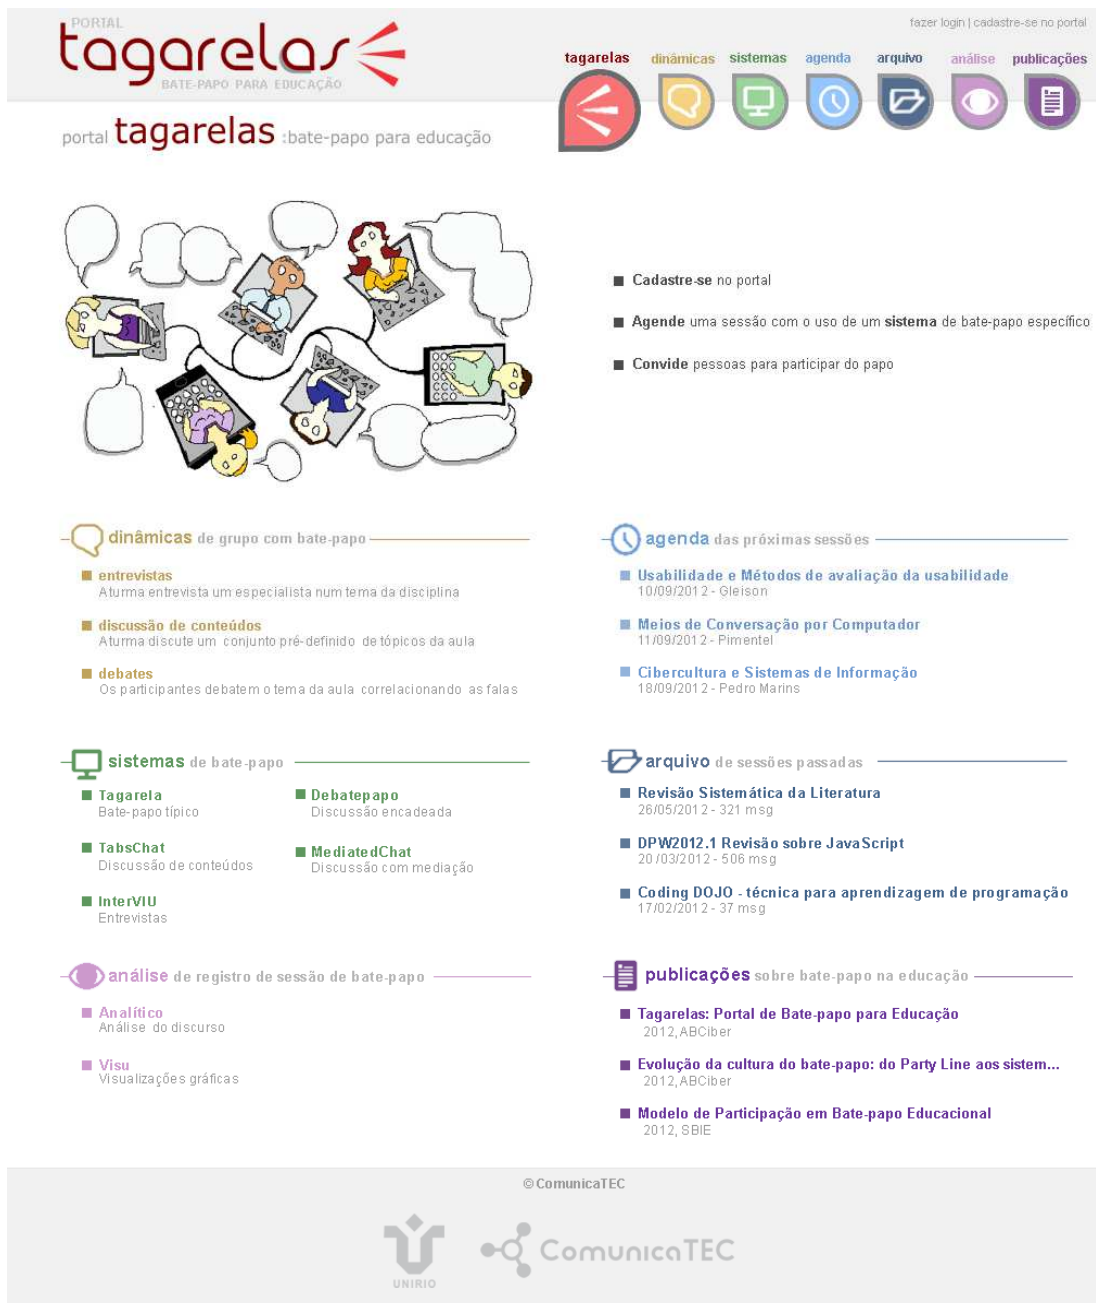 PORTAL
tagarelas
BATE-PAPO PARA EDUCAÇÃO
fazer login | cadastre-se no portal
tagarelas dinâmicas sistemas agenda arquivo análise publicações
portal tagarelas :bate-papo para educação
Cadastre-se no portal
Agende uma sessão com o uso de um sistema de bate-papo específico
Convide pessoas para participar do papo
dinâmicas de grupo com bate-papo
entrevistas
Aturma entrevista um especialista num tema da disciplina
discussão de conteúdos
Aturma discute um conjunto pré-definido de tópicos da aula
debates
Os participantes debatem o tema da aula correlacionando as falas
agenda das próximas sessões
Usabilidade e Métodos de avaliação da usabilidade
10/09/2012 - Gleison
Meios de Conversação por Computador
11/09/2012 - Pimentel
Cibercultura e Sistemas de Informação
18/09/2012 - Pedro Marins
sistemas de bate-papo
Tagarela
Bate-papo típico
TabsChat
Discussão de conteúdos
InterVIU
Entrevistas
Debatepapo
Discussão encadeada
MediatedChat
Discussão com mediação
arquivo de sessões passadas
Revisão Sistemática da Literatura
26/05/2012 - 321 msg
DPW2012.1 Revisão sobre JavaScript
20/03/2012 - 506 msg
Coding DOJO - técnica para aprendizagem de programação
17/02/2012 - 37 msg
análise de registro de sessão de bate-papo
Analítico
Análise do discurso
Visu
Visualizações gráficas
publicações sobre bate-papo na educação
Tagarelas: Portal de Bate-papo para Educação
2012, ABCiber
Evolução da cultura do bate-papo: do Party Line aos sistem...
2012, ABCiber
Modelo de Participação em Bate-papo Educacional
2012, SBIE
© ComunicaTEC
UNIRIO
ComunicaTEC